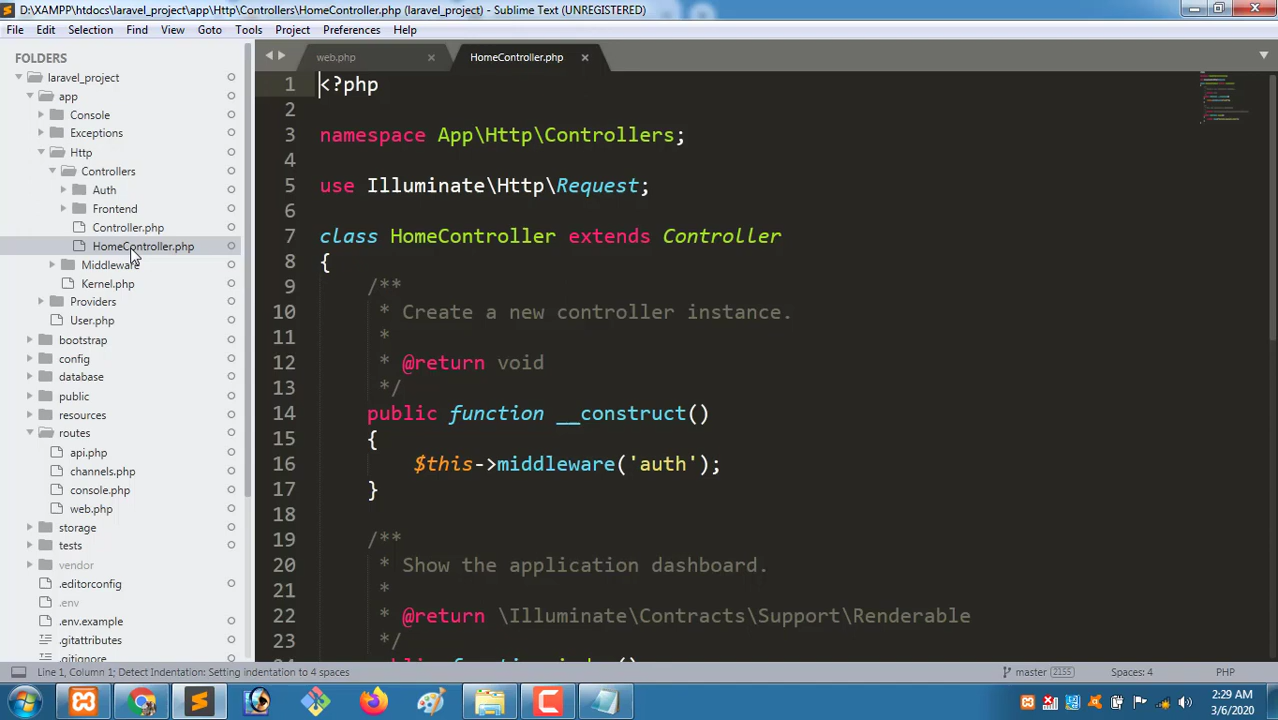 D:\XAMPP\htdocs\laravel_project\app\Http\Controllers\HomeController.php (laravel_project) - Sublime Text (UNREGISTERED)
File Edit Selection Find View Goto Tools Project Preferences Help
FOLDERS
laravel_project
app
Console
Exceptions
Http
Controllers
Auth
Frontend
Controller.php
HomeController.php
Middleware
Kernel.php
Providers
User.php
bootstrap
config
database
public
resources
routes
api.php
channels.php
console.php
web.php
storage
tests
vendor
.editorconfig
.env
.env.example
.gitattributes
.gitignore
web.php
HomeController.php
1 <?php
2
3 namespace App\Http\Controllers;
4
5 use Illuminate\Http\Request;
6
7 class HomeController extends Controller
8 {
9 /**
10 * Create a new controller instance.
11 *
12 * @return void
13 */
14 public function __construct()
15 {
16 $this->middleware('auth');
17 }
18
19 /**
20 * Show the application dashboard.
21 *
22 * @return \Illuminate\Contracts\Support\Renderable
23 */
24 public function index()
Line 1, Column 1; Detect Indentation: Setting indentation to 4 spaces
master 2155
Spaces: 4
PHP
2:29 AM
3/6/2020